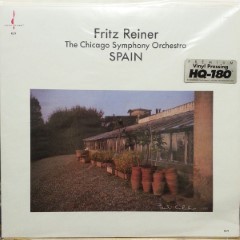 Fritz Reiner
The Chicago Symphony Orchestra
SPAIN
Vinyl Pressing
HQ-180